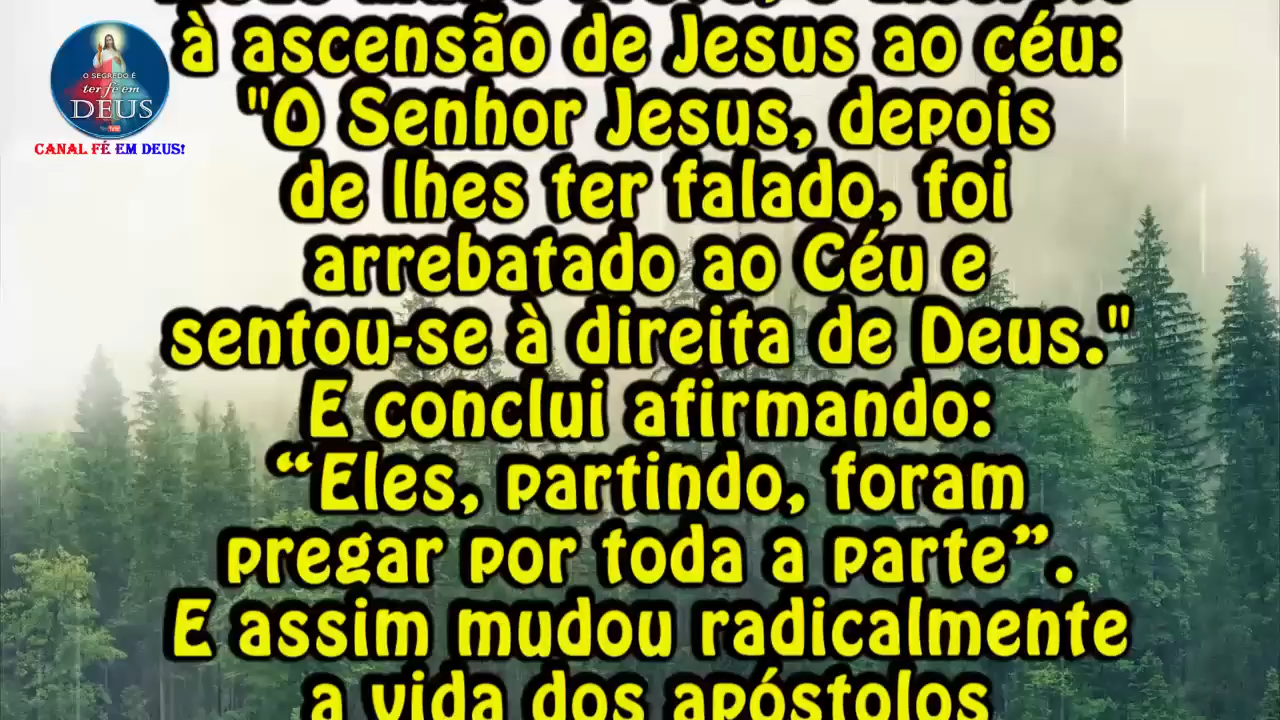 O SEGREDO É
ter fé em
DEUS
CANAL FÉ EM DEUS!
à ascensão de Jesus ao céu:
"O Senhor Jesus, depois
de lhes ter falado, foi
arrebatado ao Céu e
sentou-se à direita de Deus."
E conclui afirmando:
“Eles, partindo, foram
pregar por toda a parte”.
E assim mudou radicalmente
a vida dos apóstolos